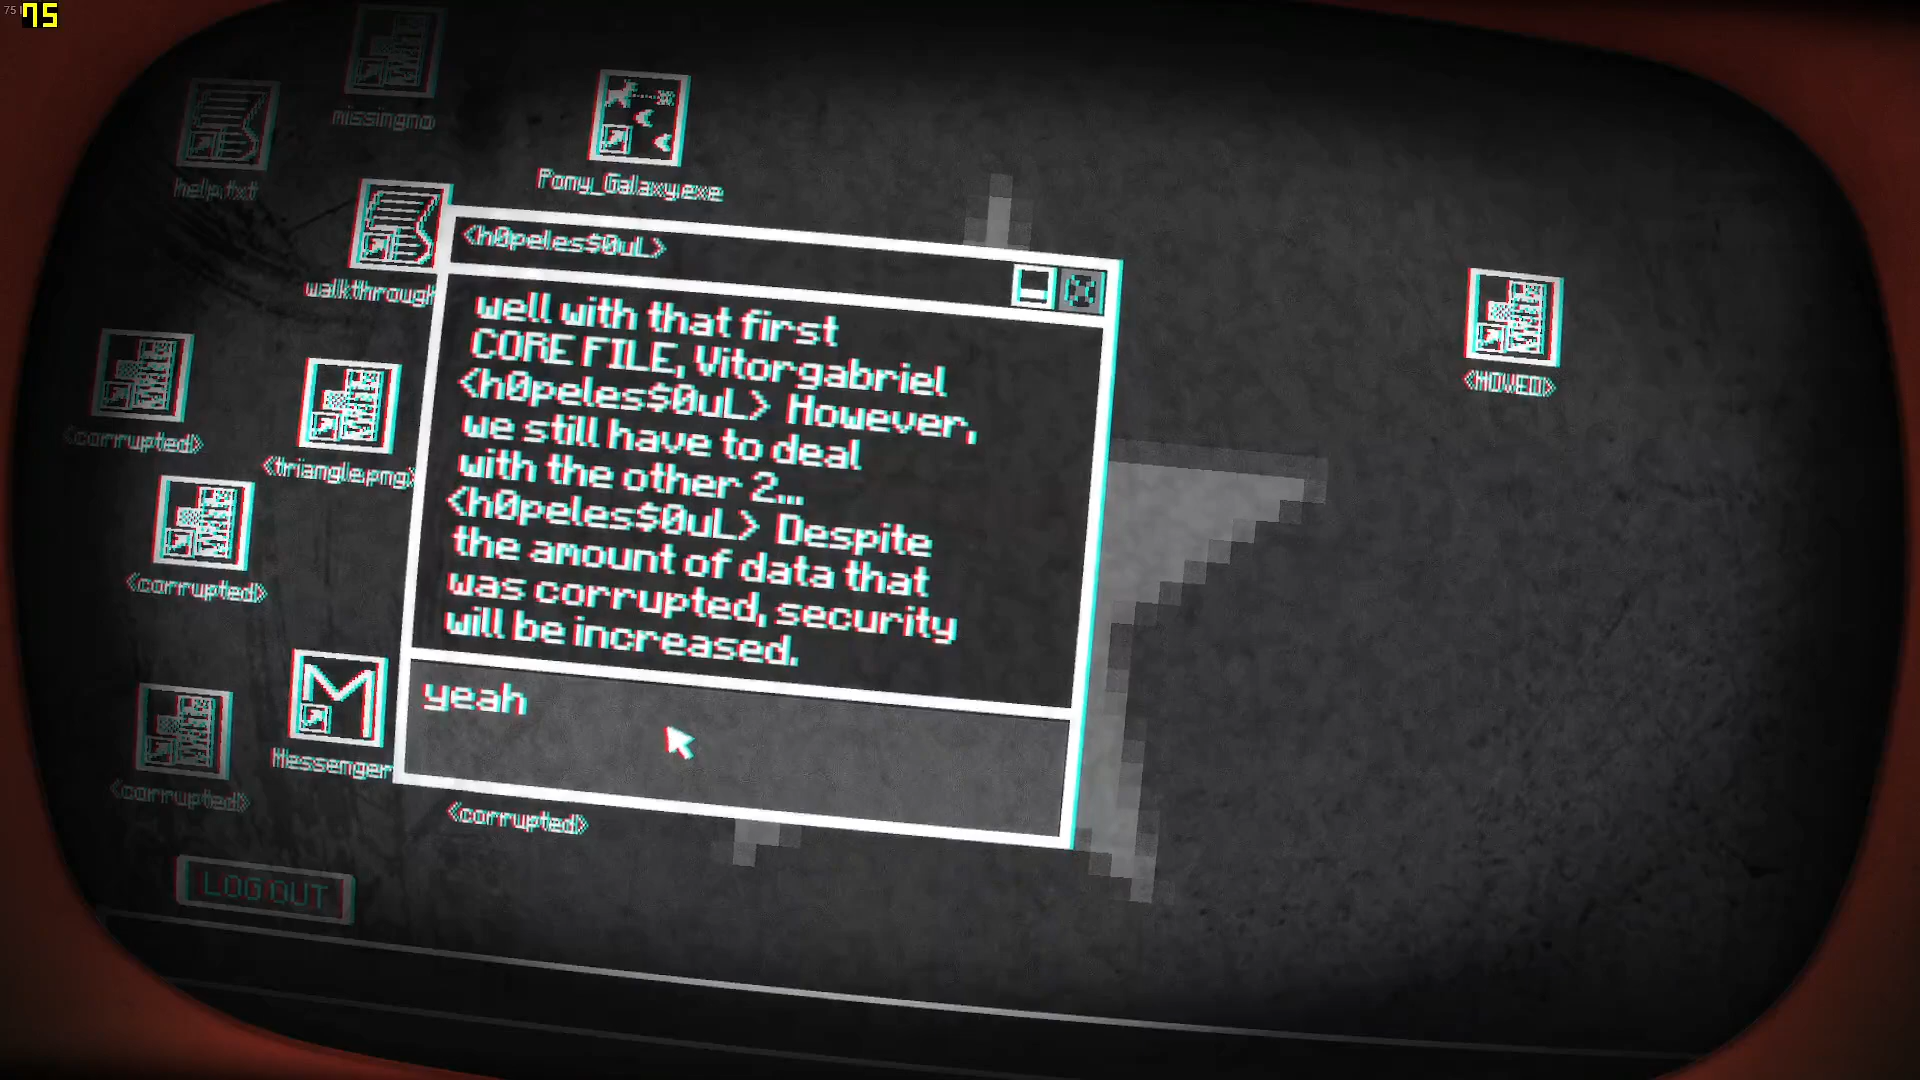 75
75
missingno
help.txt
Pony_Galaxy.exe
walkthrough
<h0peles$0uL>
well with that first
CORE FILE, Vitorgabriel
<h0peles$0uL> However,
we still have to deal
with the other 2...
<h0peles$0uL> Despite
the amount of data that
was corrupted, security
will be increased.
yeah
<MOVED>
<corrupted>
<triangle.png>
<corrupted>
Messenger
<corrupted>
<corrupted>
LOG OUT